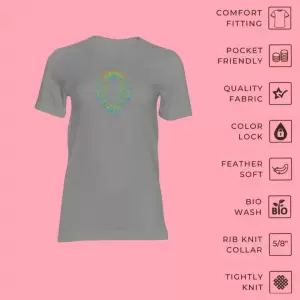 COMFORT
FITTING
POCKET
FRIENDLY
QUALITY
FABRIC
COLOR
LOCK
FEATHER
SOFT
BIO
WASH
BIO
RIB KNIT
COLLAR
5/8"
TIGHTLY
KNIT